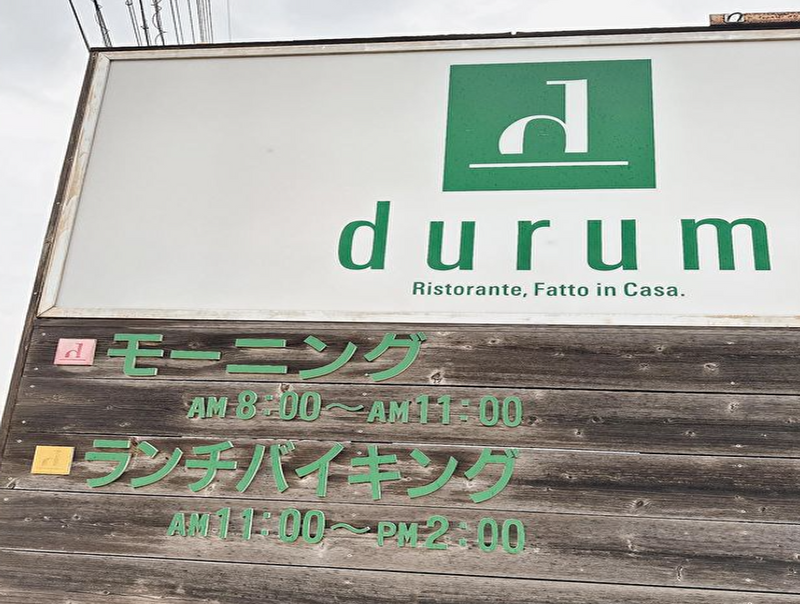 d
durum
Ristorante, Fatto in Casa.
d モーニング
AM 8:00〜AM11:00
d ランチバイキング
AM11:00〜PM2:00